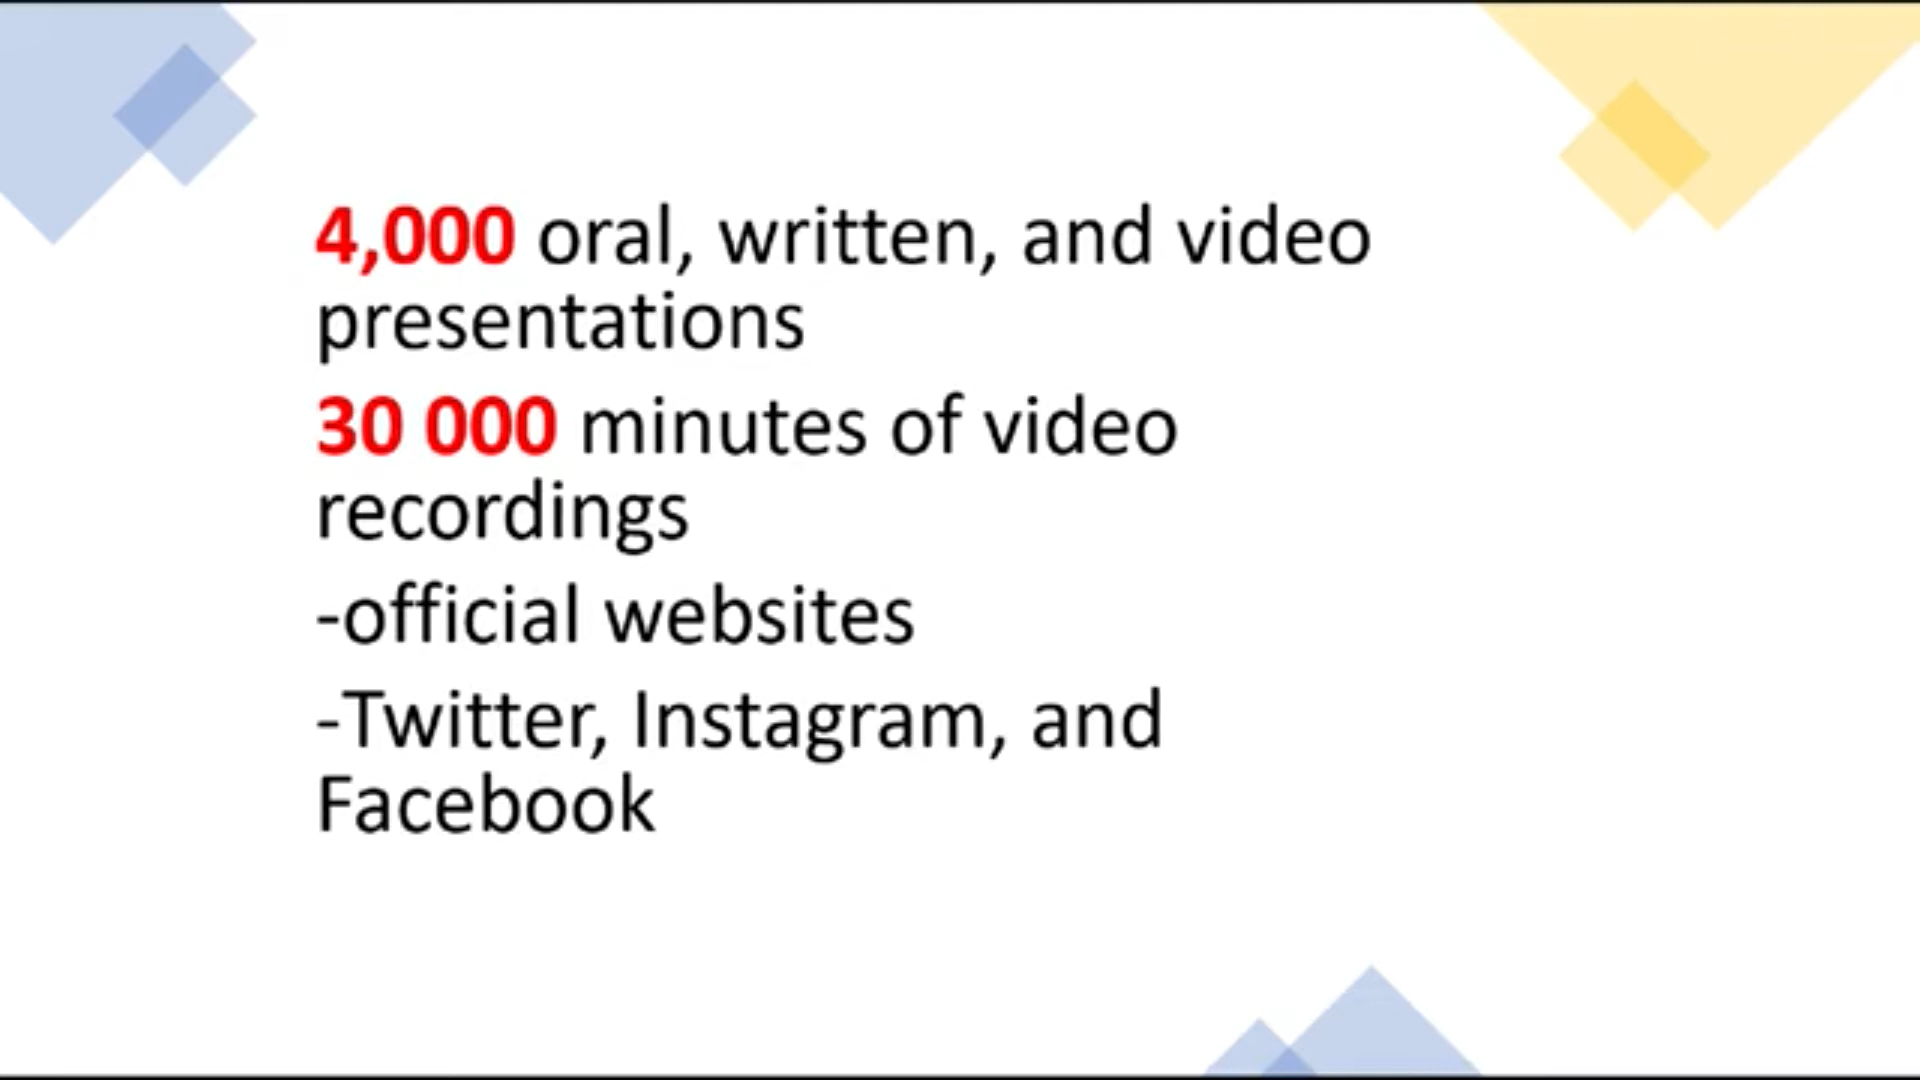 4,000 oral, written, and video
presentations
30 000 minutes of video
recordings
-official websites
-Twitter, Instagram, and
Facebook